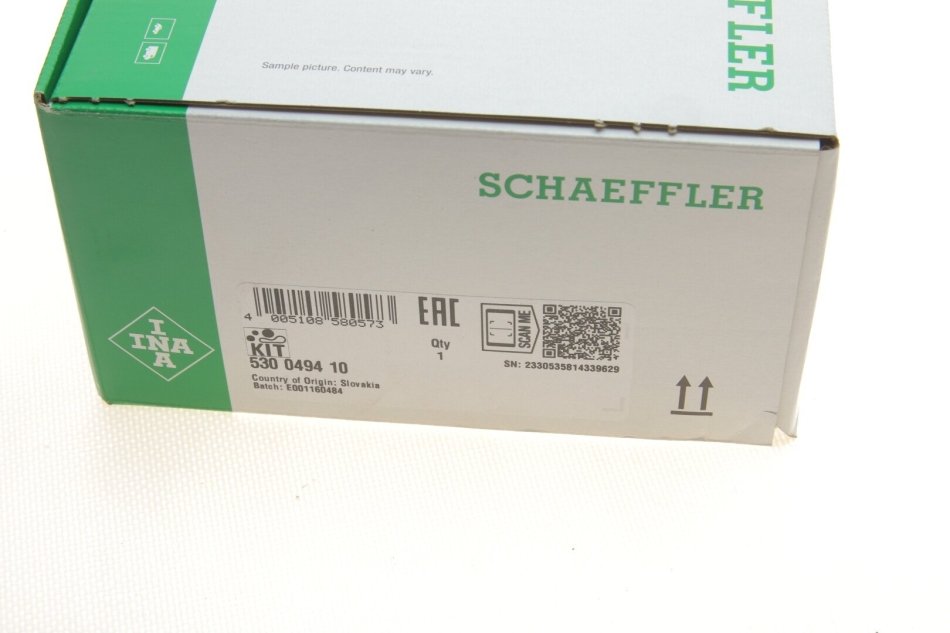 FLER
Sample picture. Content may vary.
SCHAEFFLER
INA
INA
4 005108 580573
EAC
Qty
1
SCAN ME
KIT
530 0494 10
SN: 2330535814339629
Country of Origin: Slovakia
Batch: E001160484